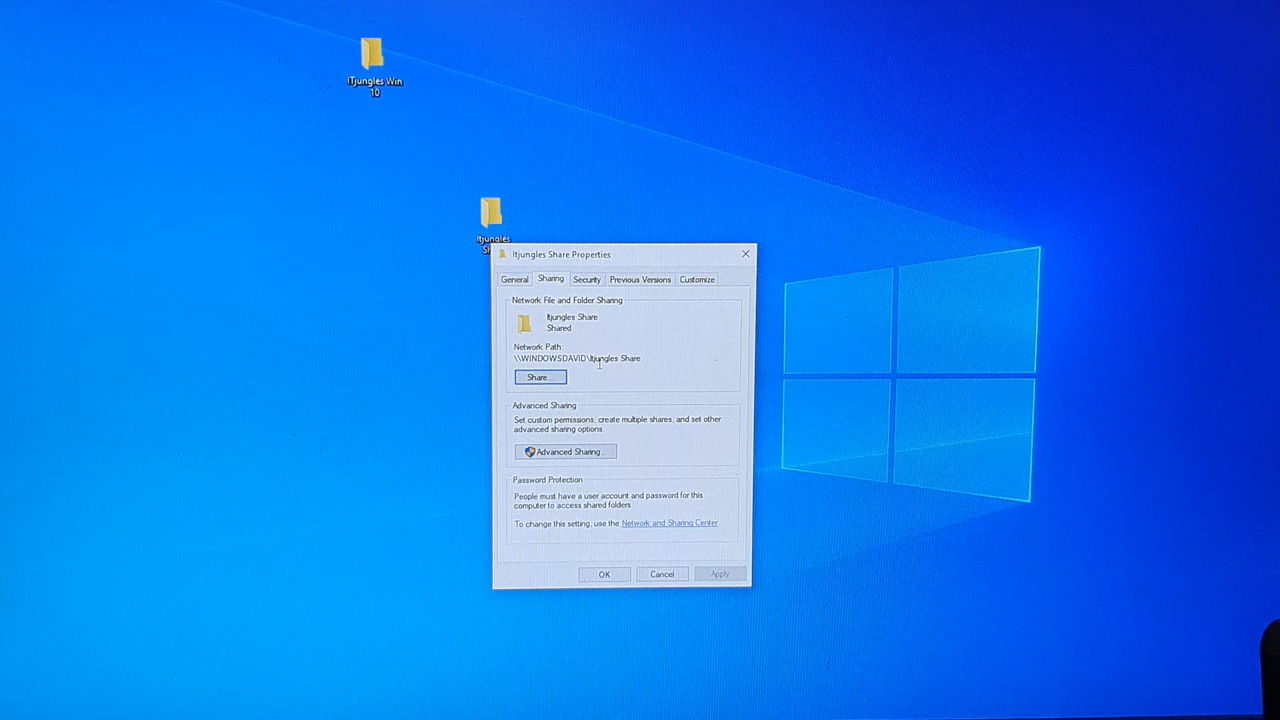 ITjungles Win
10
Itjungles
Itjungles Share Properties
General Sharing Security Previous Versions Customize
Network File and Folder Sharing
Itjungles Share
Shared
Network Path:
\\WINDOWSDAVID\Itjungles Share
Share...
Advanced Sharing
Set custom permissions, create multiple shares, and set other
advanced sharing options.
Advanced Sharing...
Password Protection
People must have a user account and password for this
computer to access shared folders.
To change this setting, use the Network and Sharing Center.
OK Cancel Apply